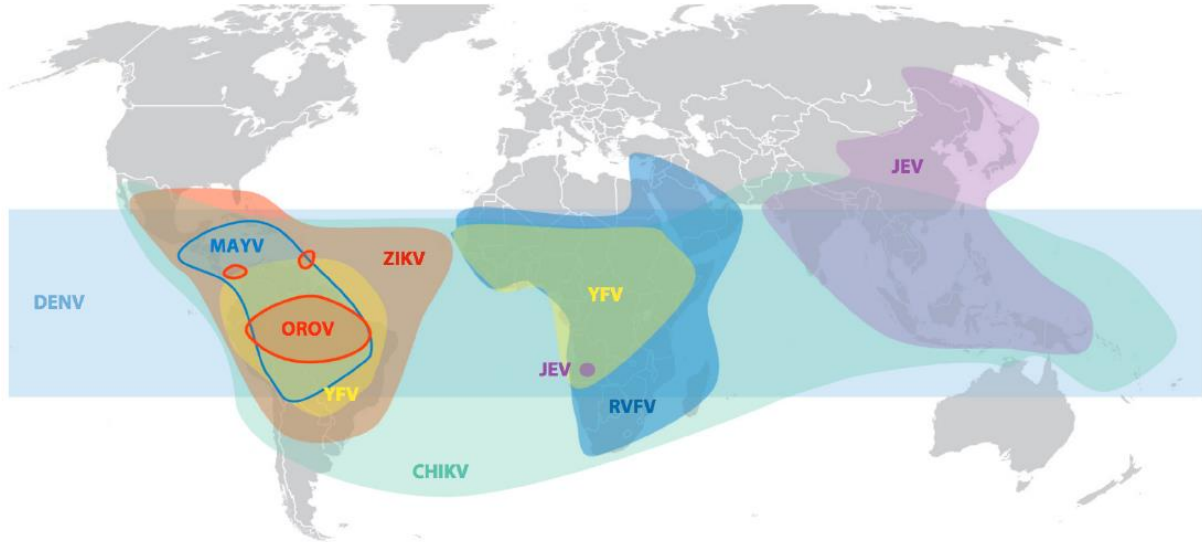 JEV
MAYV
ZIKV
DENV
YFV
OROV
JEV
YFV
RVFV
CHIKV